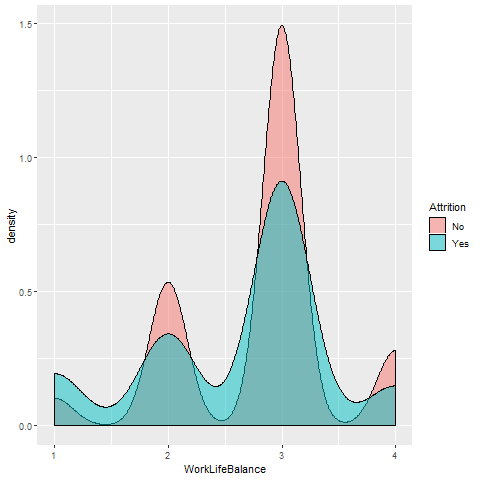 1.5
1.0
0.5
0.0
density
1 2 3 4
WorkLifeBalance
Attrition
No
Yes